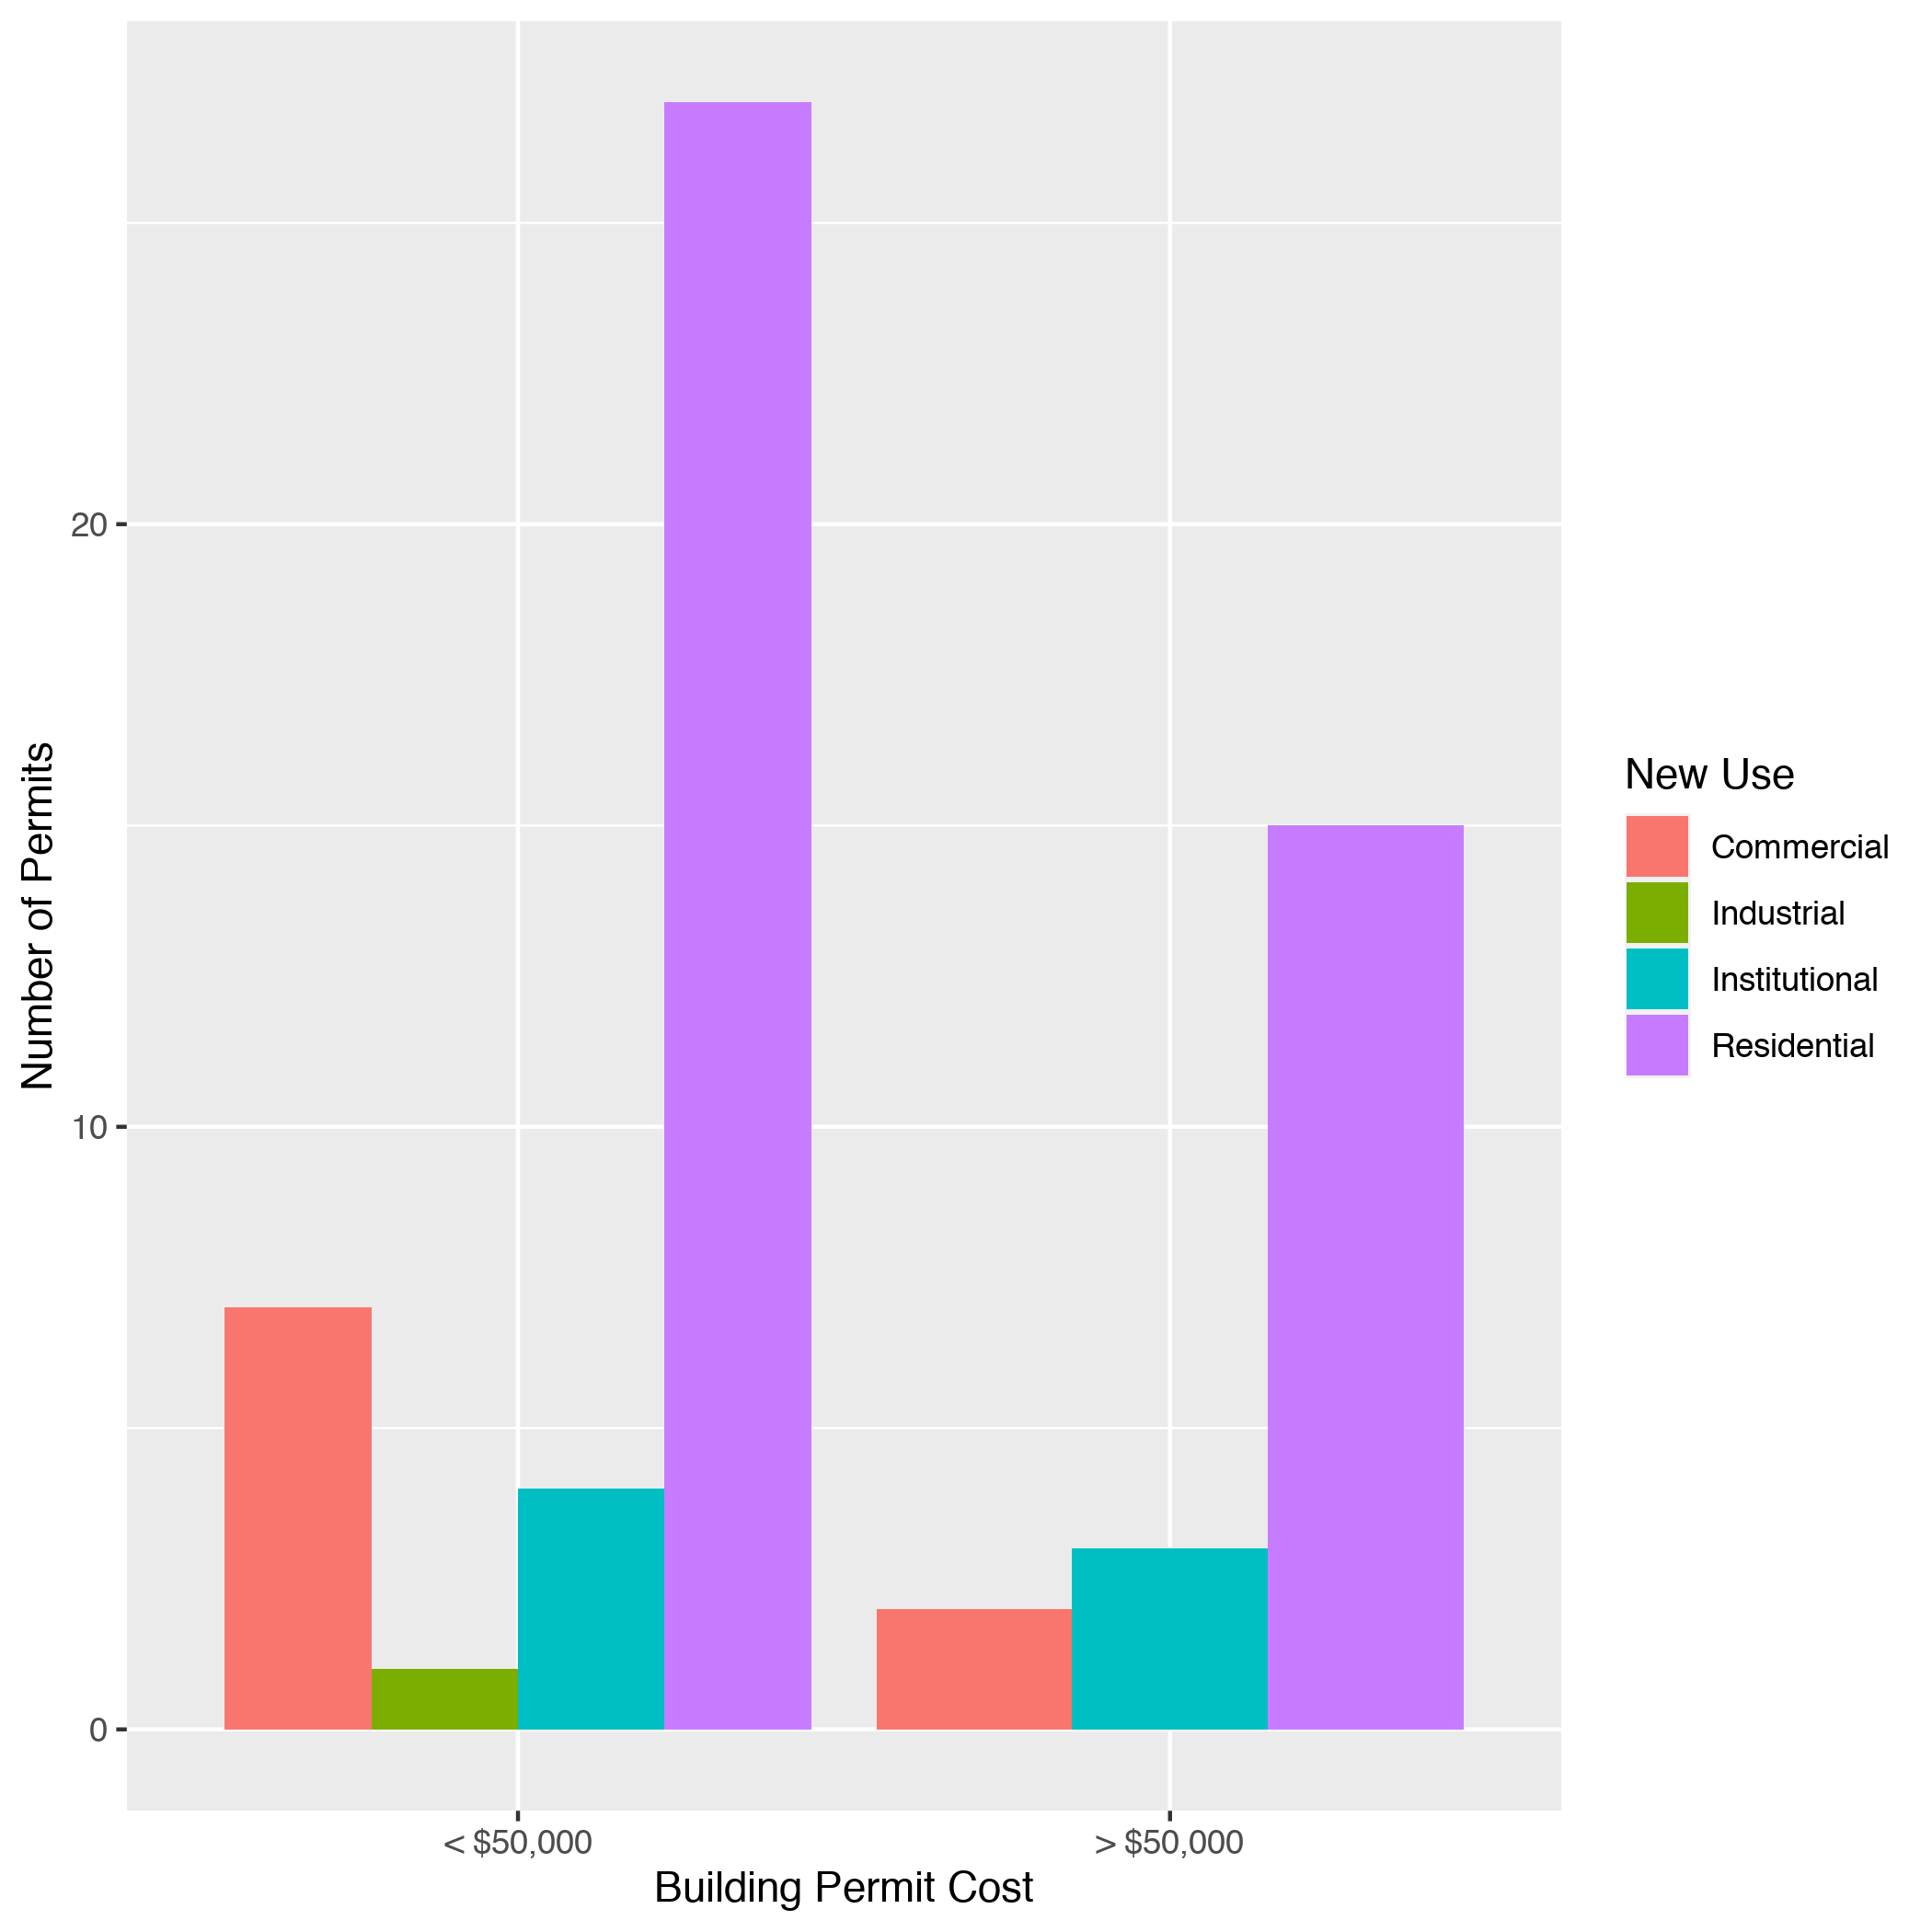 Number of Permits
20
10
0
< $50,000
> $50,000
Building Permit Cost
New Use
Commercial
Industrial
Institutional
Residential